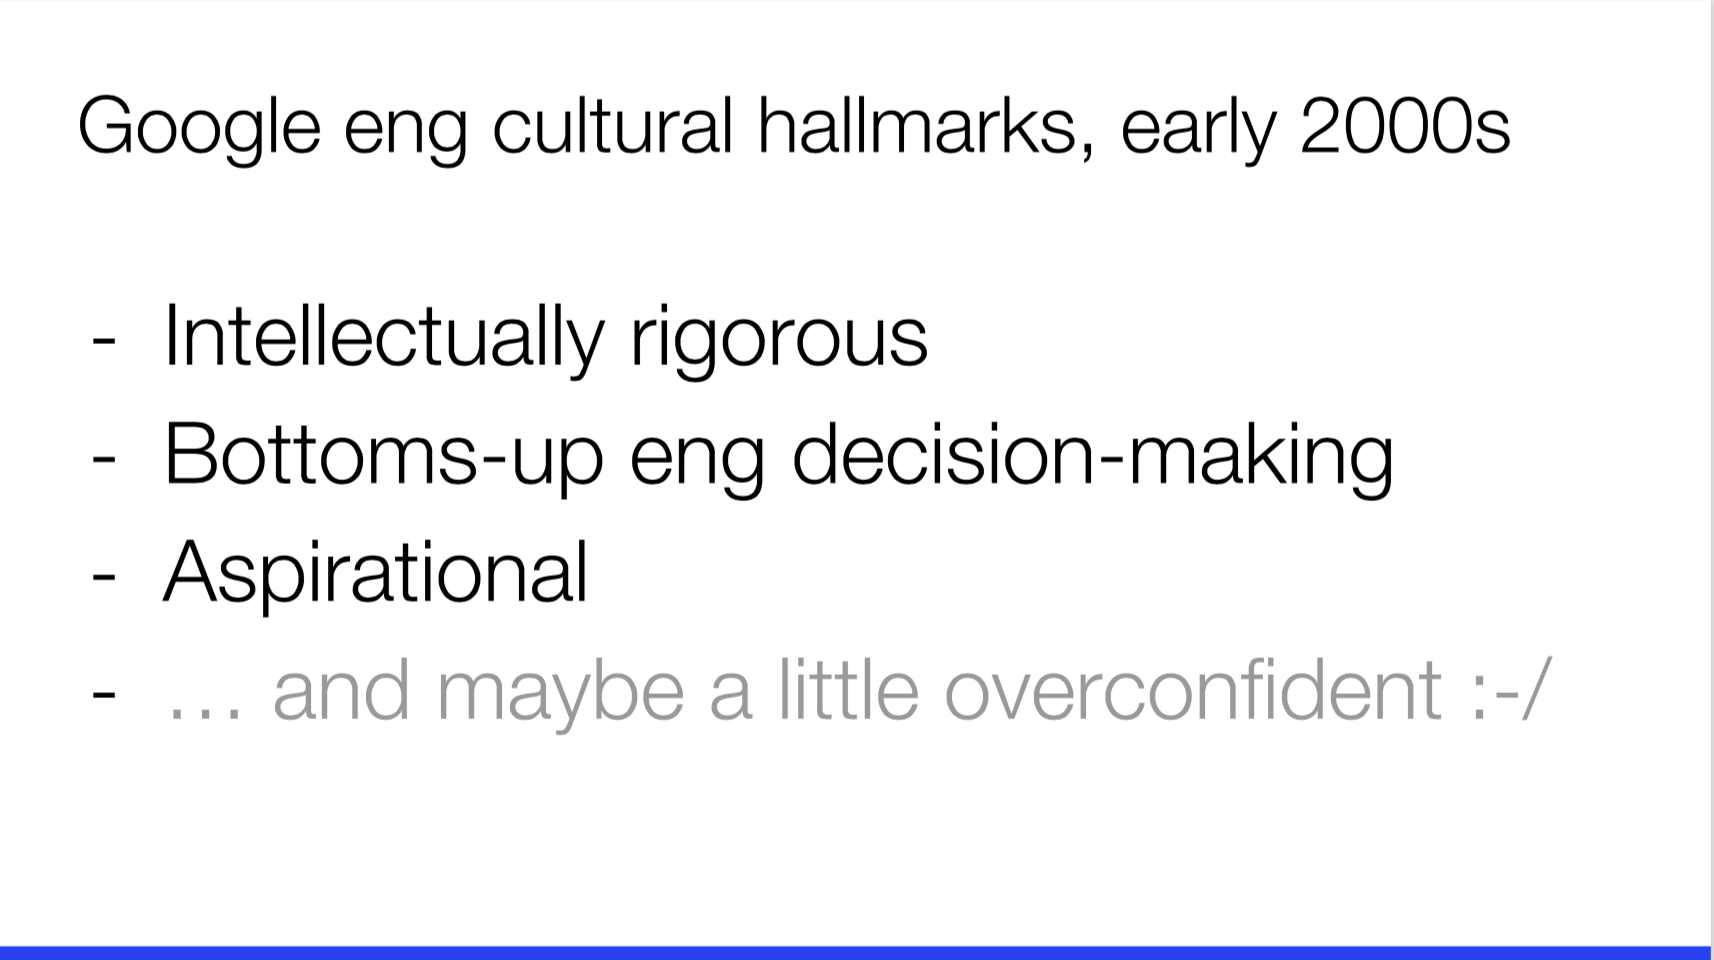 Google eng cultural hallmarks, early 2000s
- Intellectually rigorous
- Bottoms-up eng decision-making
- Aspirational
- … and maybe a little overconfident :-/